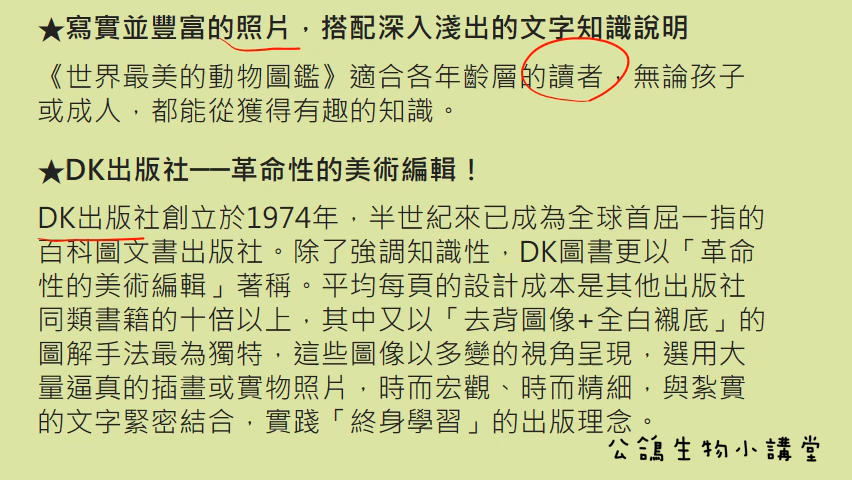 ★寫實並豐富的照片，搭配深入淺出的文字知識說明
《世界最美的動物圖鑑》適合各年齡層的讀者，無論孩子
或成人，都能從獲得有趣的知識。
★DK出版社——革命性的美術編輯！
DK出版社創立於1974年，半世紀來已成為全球首屈一指的
百科圖文書出版社。除了強調知識性，DK圖書更以「革命
性的美術編輯」著稱。平均每頁的設計成本是其他出版社
同類書籍的十倍以上，其中又以「去背圖像+全白襯底」的
圖解手法最為獨特，這些圖像以多變的視角呈現，選用大
量逼真的插畫或實物照片，時而宏觀、時而精細，與紮實
的文字緊密結合，實踐「終身學習」的出版理念。
公鴿生物小講堂